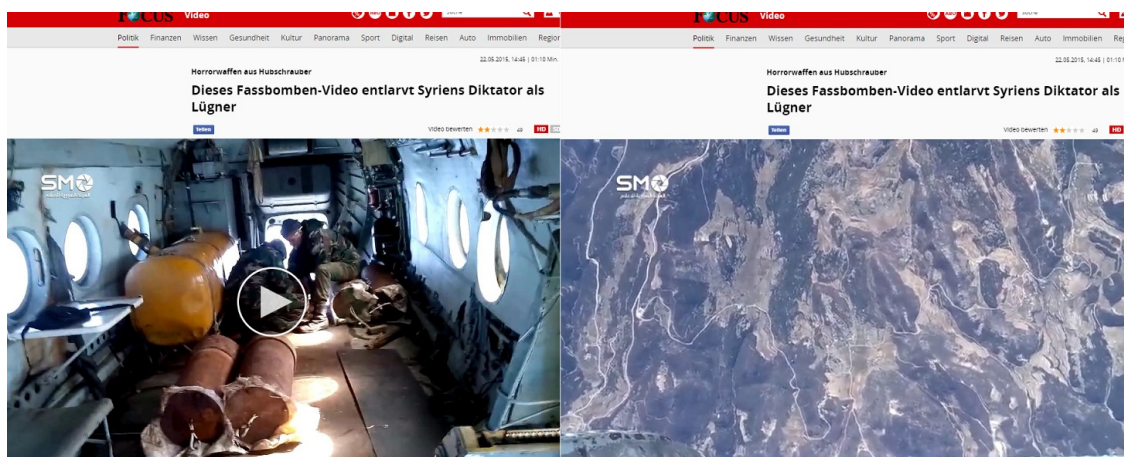 FOCUS Video
Politik Finanzen Wissen Gesundheit Kultur Panorama Sport Digital Reisen Auto Immobilien
22.05.2015, 14:45 | 01:10 Min.
Horrorwaffen aus Hubschrauber
Dieses Fassbomben-Video entlarvt Syriens Diktator als
Lügner
Teilen
Video bewerten 49 HD
SM
FOCUS Video
Politik Finanzen Wissen Gesundheit Kultur Panorama Sport Digital Reisen Auto Immobilien
22.05.2015, 14:45 | 01:10
Horrorwaffen aus Hubschrauber
Dieses Fassbomben-Video entlarvt Syriens Diktator als
Lügner
Teilen
Video bewerten 49 HD
SM